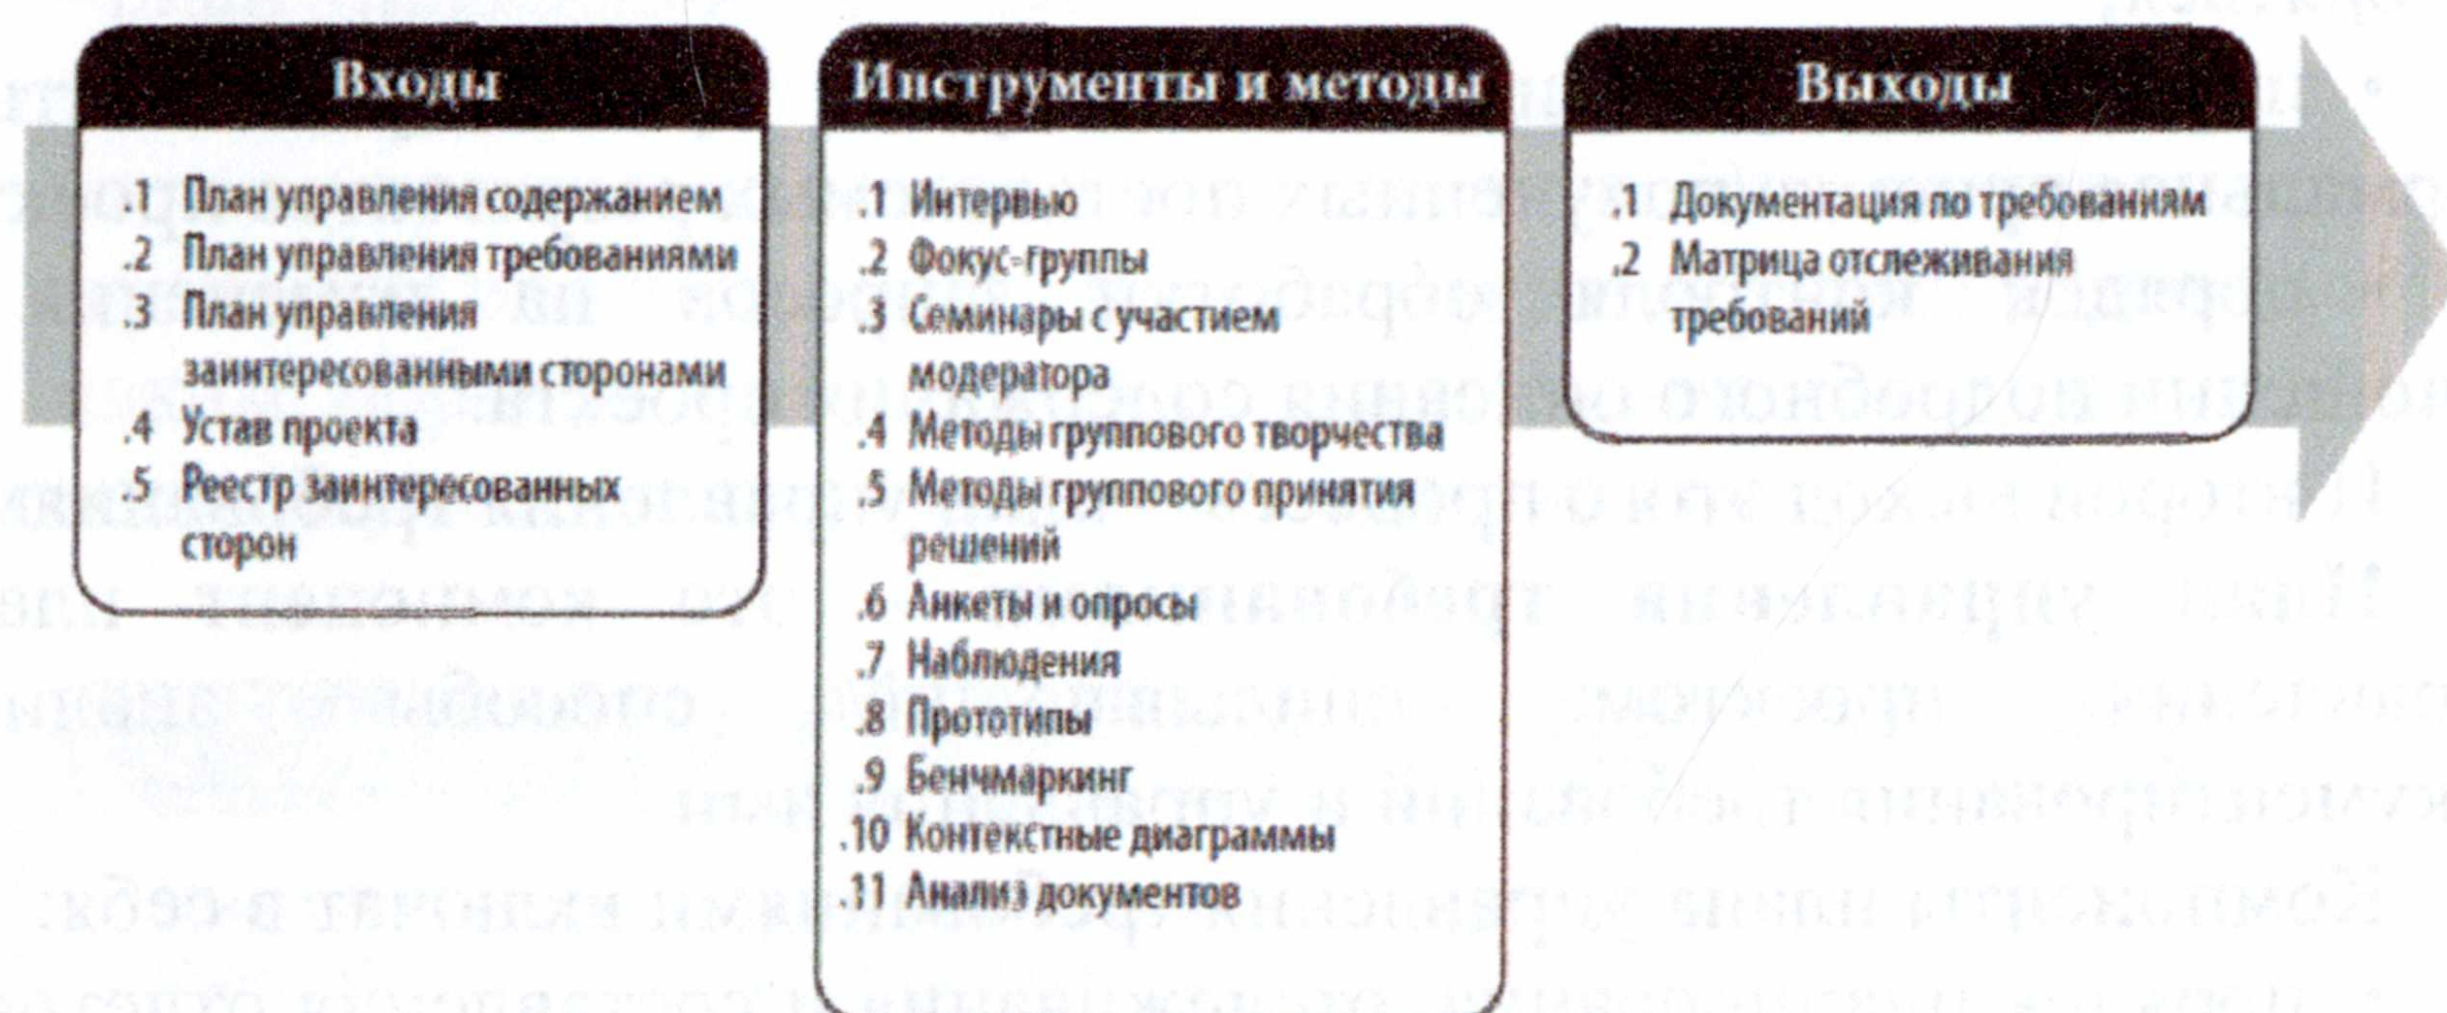 Входы
.1 План управления содержанием
.2 План управления требованиями
.3 План управления
заинтересованными сторонами
.4 Устав проекта
.5 Реестр заинтересованных
сторон
Инструменты и методы
.1 Интервью
.2 Фокус-группы
.3 Семинары с участием
модератора
.4 Методы группового творчества
.5 Методы группового принятия
решений
.6 Анкеты и опросы
.7 Наблюдения
.8 Прототипы
.9 Бенчмаркинг
.10 Контекстные диаграммы
.11 Анализ документов
Выходы
.1 Документация по требованиям
.2 Матрица отслеживания
требований